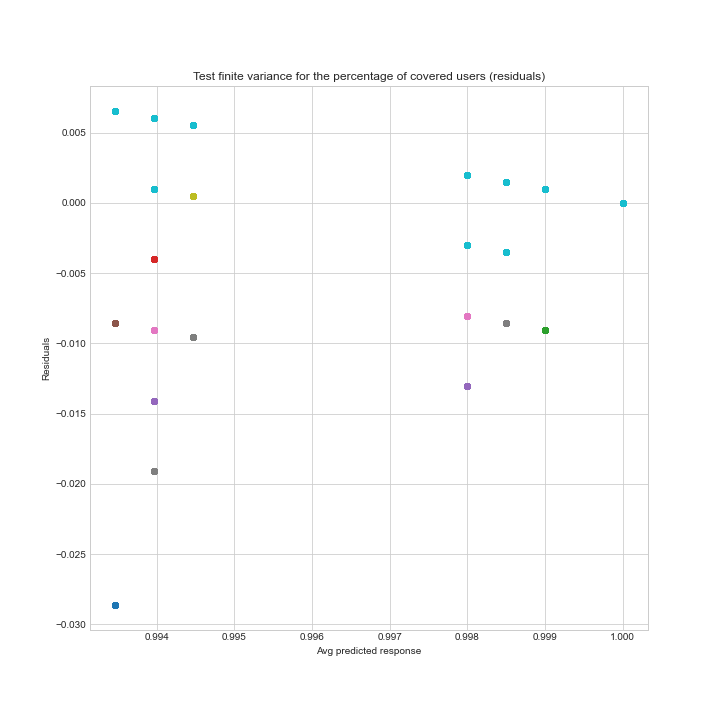 Test finite variance for the percentage of covered users (residuals)
0.005
0.000
−0.005
−0.010
−0.015
−0.020
−0.025
−0.030
Residuals
0.994 0.995 0.996 0.997 0.998 0.999 1.000
Avg predicted response